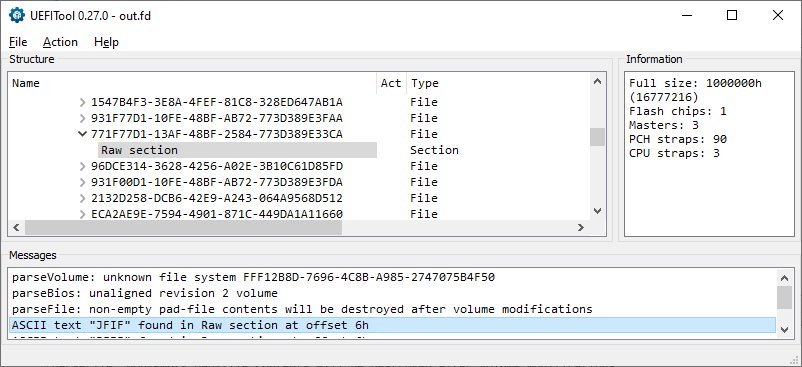 UEFITool 0.27.0 - out.fd
File Action Help
Structure
Name Act Type
1547B4F3-3E8A-4FEF-81C8-328ED647AB1A File
931F77D1-10FE-48BF-AB72-773D389E3FAA File
771F77D1-13AF-48BF-2584-773D389E33CA File
Raw section Section
96DCE314-3628-4256-A02E-3B10C61D85FD File
931F00D1-10FE-48BF-AB72-773D389E3FDA File
2132D258-DCB6-42E9-A243-064A9568D512 File
ECA2AE9E-7594-4901-871C-449DA1A11660 File
Information
Full size: 1000000h
(16777216)
Flash chips: 1
Masters: 3
PCH straps: 90
CPU straps: 3
Messages
parseVolume: unknown file system FFF12B8D-7696-4C8B-A985-2747075B4F50
parseBios: unaligned revision 2 volume
parseFile: non-empty pad-file contents will be destroyed after volume modifications
ASCII text "JFIF" found in Raw section at offset 6h